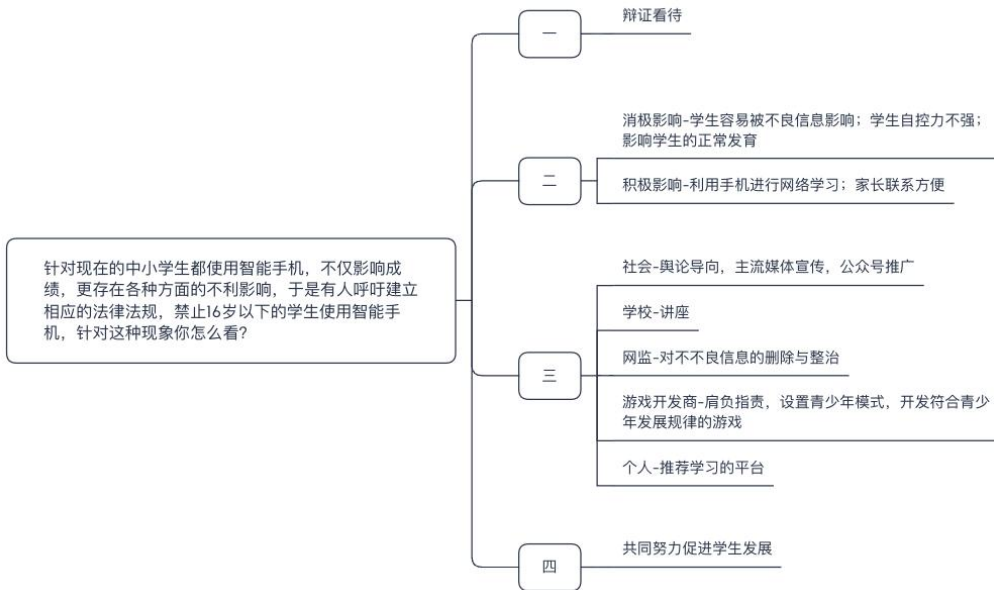 针对现在的中小学生都使用智能手机，不仅影响成
绩，更存在各种方面的不利影响，于是有人呼吁建立
相应的法律法规，禁止16岁以下的学生使用智能手
机，针对这种现象你怎么看？
一
辩证看待
二
消极影响-学生容易被不良信息影响；学生自控力不强；
影响学生的正常发育
积极影响-利用手机进行网络学习；家长联系方便
三
社会-舆论导向，主流媒体宣传，公众号推广
学校-讲座
网监-对不不良信息的删除与整治
游戏开发商-肩负指责，设置青少年模式，开发符合青少
年发展规律的游戏
个人-推荐学习的平台
四
共同努力促进学生发展